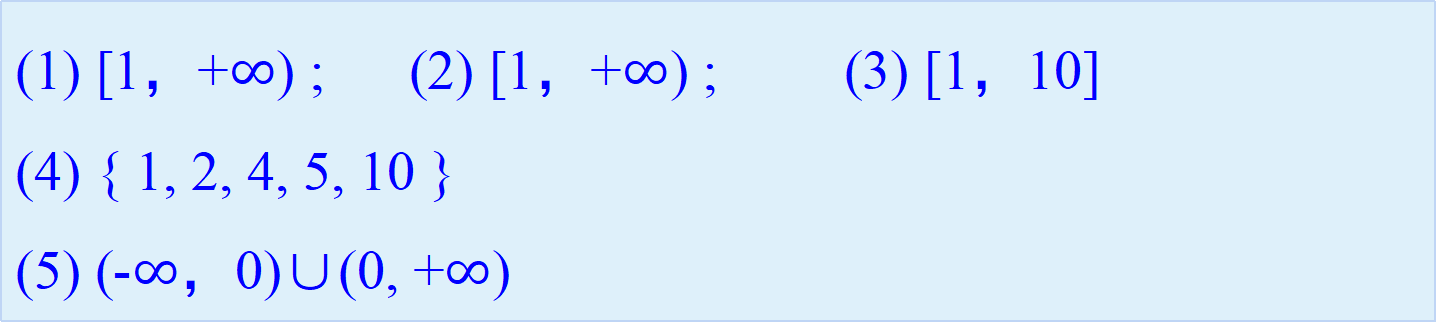 (1) [1，+∞) ; (2) [1，+∞) ; (3) [1，10]
(4) { 1, 2, 4, 5, 10 }
(5) (-∞，0)∪(0, +∞)